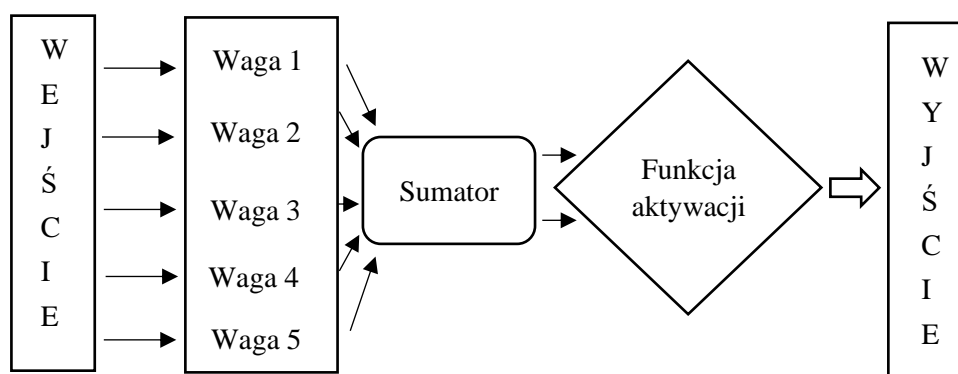 W
E
J
Ś
C
I
E
Waga 1
Waga 2
Waga 3
Waga 4
Waga 5
Sumator
Funkcja
aktywacji
W
Y
J
Ś
C
I
E